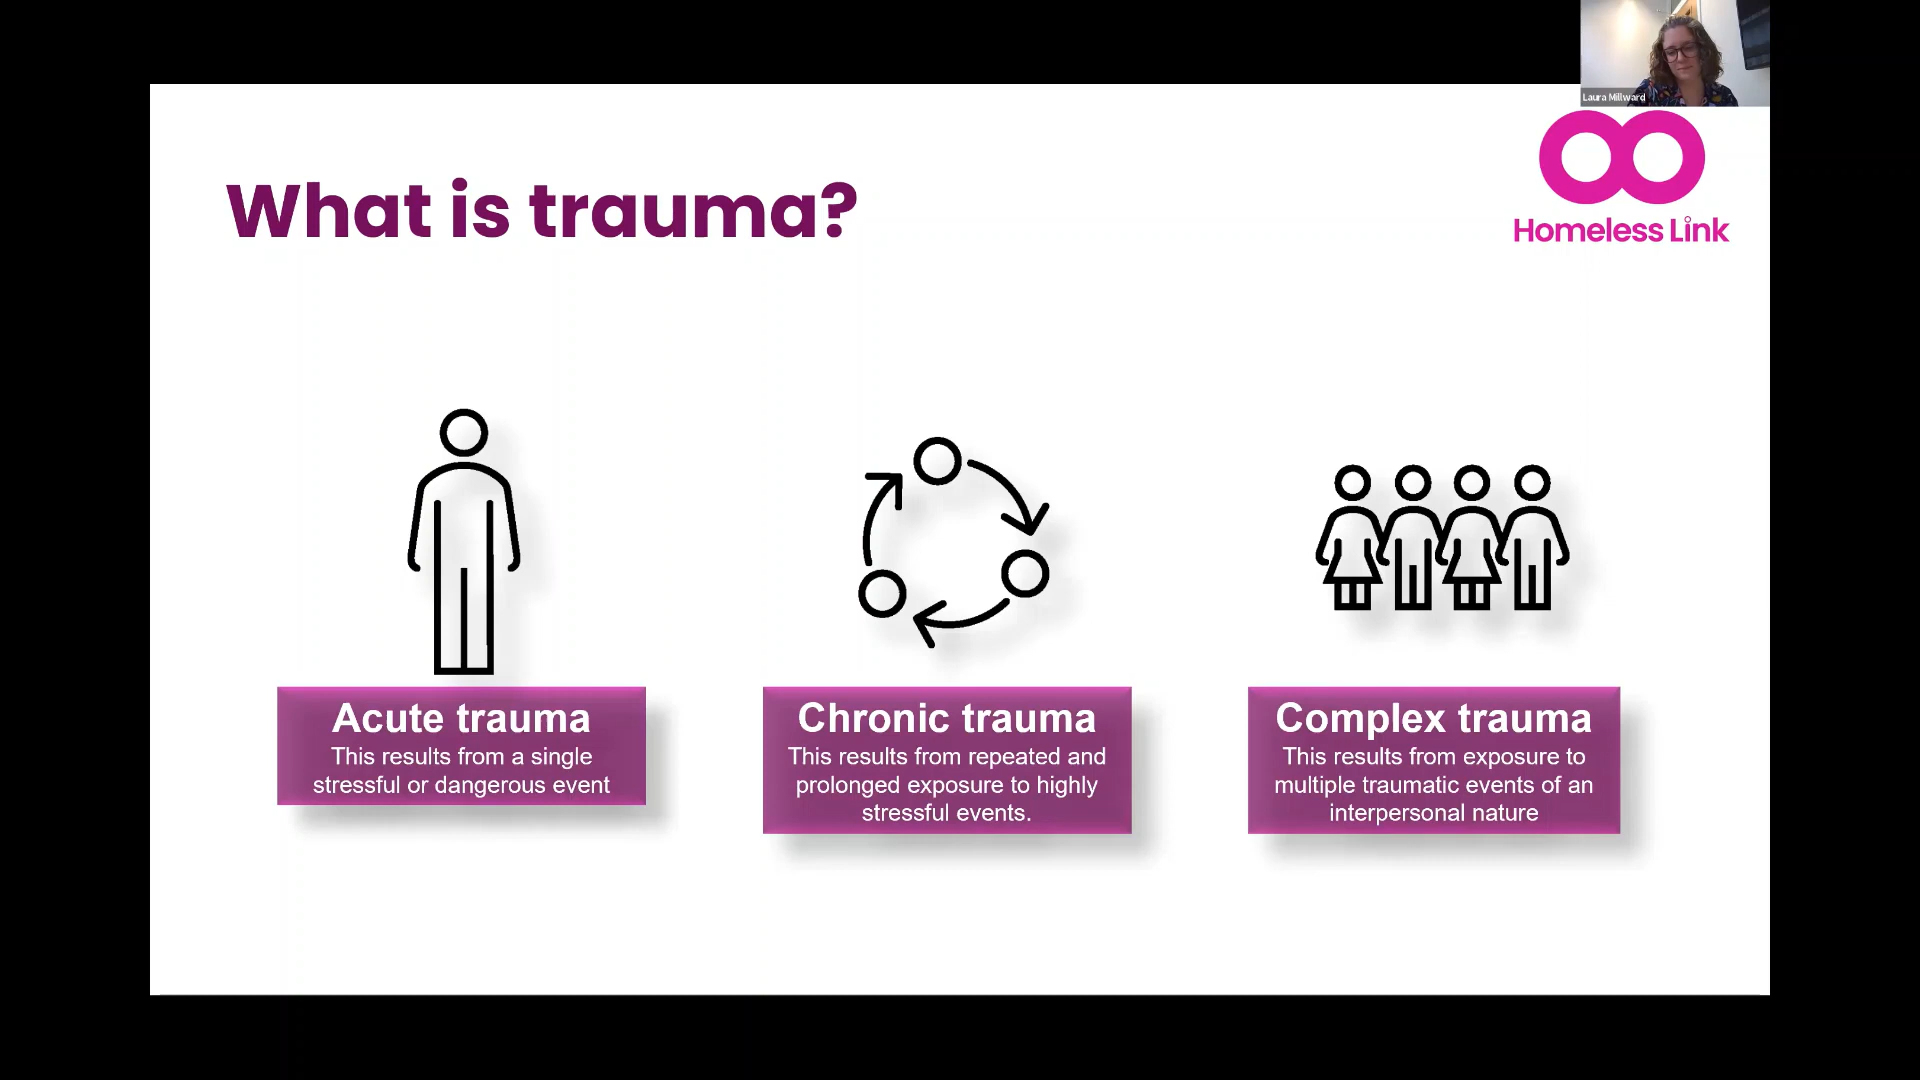 Laura Millward
What is trauma?
Homeless Link
Acute trauma
This results from a single
stressful or dangerous event
Chronic trauma
This results from repeated and
prolonged exposure to highly
stressful events.
Complex trauma
This results from exposure to
multiple traumatic events of an
interpersonal nature